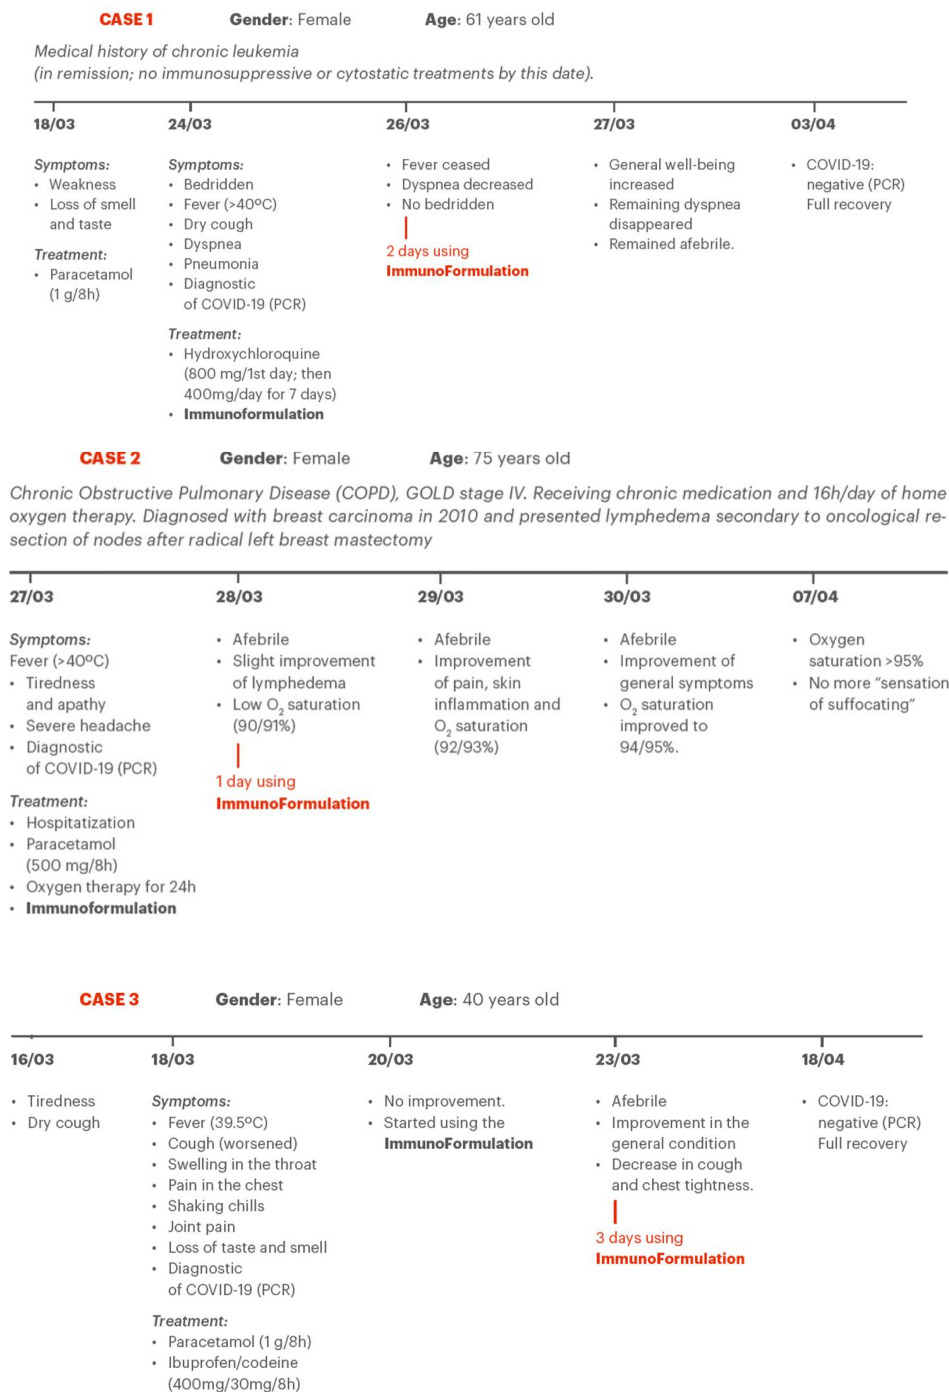 CASE 1 Gender: Female Age: 61 years old
Medical history of chronic leukemia
(in remission; no immunosuppressive or cytostatic treatments by this date).
18/03
Symptoms:
• Weakness
• Loss of smell
and taste
Treatment:
• Paracetamol
(1 g/8h)
24/03
Symptoms:
• Bedridden
• Fever (>40ºC)
• Dry cough
• Dyspnea
• Pneumonia
• Diagnostic
of COVID-19 (PCR)
Treatment:
• Hydroxychloroquine
(800 mg/1st day; then
400mg/day for 7 days)
• Immunoformulation
26/03
• Fever ceased
• Dyspnea decreased
• No bedridden
2 days using
ImmunoFormulation
27/03
• General well-being
increased
• Remaining dyspnea
disappeared
• Remained afebrile.
03/04
• COVID-19:
negative (PCR)
Full recovery
CASE 2 Gender: Female Age: 75 years old
Chronic Obstructive Pulmonary Disease (COPD), GOLD stage IV. Receiving chronic medication and 16h/day of home
oxygen therapy. Diagnosed with breast carcinoma in 2010 and presented lymphedema secondary to oncological re-
section of nodes after radical left breast mastectomy
27/03
Symptoms:
Fever (>40ºC)
• Tiredness
and apathy
• Severe headache
• Diagnostic
of COVID-19 (PCR)
Treatment:
• Hospitatization
• Paracetamol
(500 mg/8h)
• Oxygen therapy for 24h
• Immunoformulation
28/03
• Afebrile
• Slight improvement
of lymphedema
• Low O₂ saturation
(90/91%)
1 day using
ImmunoFormulation
29/03
• Afebrile
• Improvement
of pain, skin
inflammation and
O₂ saturation
(92/93%)
30/03
• Afebrile
• Improvement of
general symptoms
• O₂ saturation
improved to
94/95%.
07/04
• Oxygen
saturation >95%
• No more “sensation
of suffocating”
CASE 3 Gender: Female Age: 40 years old
16/03
• Tiredness
• Dry cough
18/03
Symptoms:
• Fever (39.5ºC)
• Cough (worsened)
• Swelling in the throat
• Pain in the chest
• Shaking chills
• Joint pain
• Loss of taste and smell
• Diagnostic
of COVID-19 (PCR)
Treatment:
• Paracetamol (1 g/8h)
• Ibuprofen/codeine
(400mg/30mg/8h)
20/03
• No improvement.
• Started using the
ImmunoFormulation
23/03
• Afebrile
• Improvement in the
general condition
• Decrease in cough
and chest tightness.
3 days using
ImmunoFormulation
18/04
• COVID-19:
negative (PCR)
Full recovery